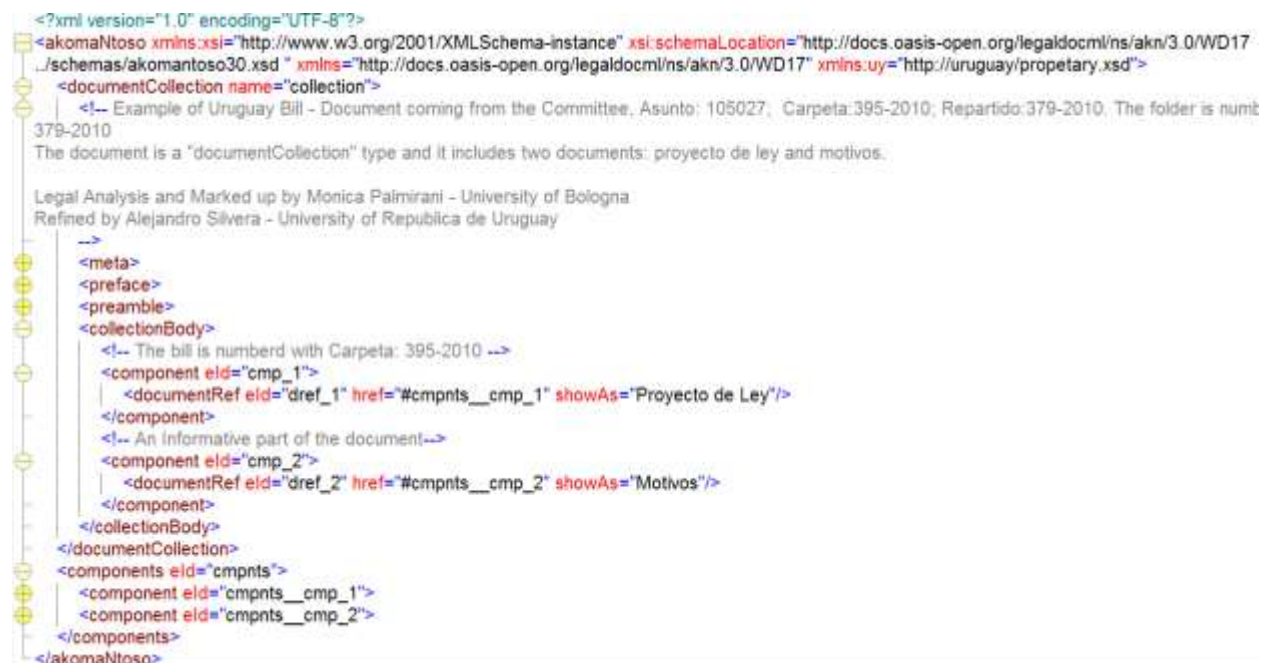 <?xml version="1.0" encoding="UTF-8"?>
<akomaNtoso xmlns:xsi="http://www.w3.org/2001/XMLSchema-instance" xsi:schemaLocation="http://docs.oasis-open.org/legaldocml/ns/akn/3.0/WD17
../schemas/akomantoso30.xsd " xmlns="http://docs.oasis-open.org/legaldocml/ns/akn/3.0/WD17" xmlns:uy="http://uruguay/propetary.xsd">
<documentCollection name="collection">
<!-- Example of Uruguay Bill - Document coming from the Committee, Asunto: 105027; Carpeta:395-2010; Repartido:379-2010. The folder is numb
379-2010
The document is a "documentCollection" type and it includes two documents: proyecto de ley and motivos.
Legal Analysis and Marked up by Monica Palmirani - University of Bologna
Refined by Alejandro Silvera - University of Republica de Uruguay
-->
<meta>
<preface>
<preamble>
<collectionBody>
<!-- The bill is numberd with Carpeta: 395-2010 -->
<component eId="cmp_1">
<documentRef eId="dref_1" href="#cmpnts__cmp_1" showAs="Proyecto de Ley"/>
</component>
<!-- An Informative part of the document-->
<component eId="cmp_2">
<documentRef eId="dref_2" href="#cmpnts__cmp_2" showAs="Motivos"/>
</component>
</collectionBody>
</documentCollection>
<components eId="cmpnts">
<component eId="cmpnts__cmp_1">
<component eId="cmpnts__cmp_2">
</components>
</akomaNtoso>